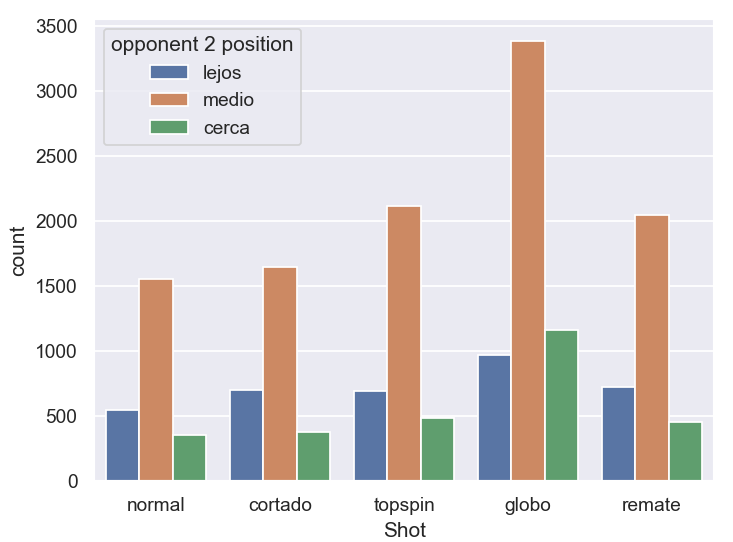 3500
3000
2500
2000
1500
1000
500
0
count
opponent 2 position
lejos
medio
cerca
normal cortado topspin globo remate
Shot